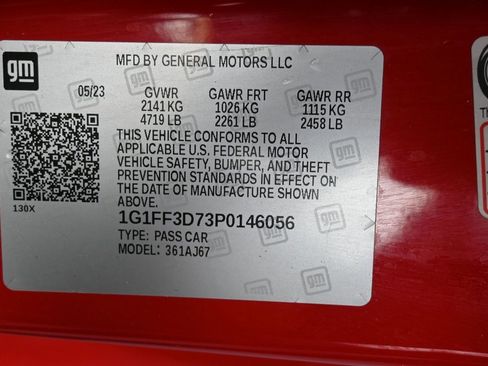 gm
MFD BY GENERAL MOTORS LLC
05/23 GVWR GAWR FRT GAWR RR
2141 KG 1026 KG 1115 KG
4719 LB 2261 LB 2458 LB
THIS VEHICLE CONFORMS TO ALL
APPLICABLE U.S. FEDERAL MOTOR
VEHICLE SAFETY, BUMPER, AND THEFT
PREVENTION STANDARDS IN EFFECT ON
THE DATE OF MANUFACTURE SHOWN
ABOVE.
130X
1G1FF3D73P0146056
TYPE: PASS CAR
MODEL: 361AJ67